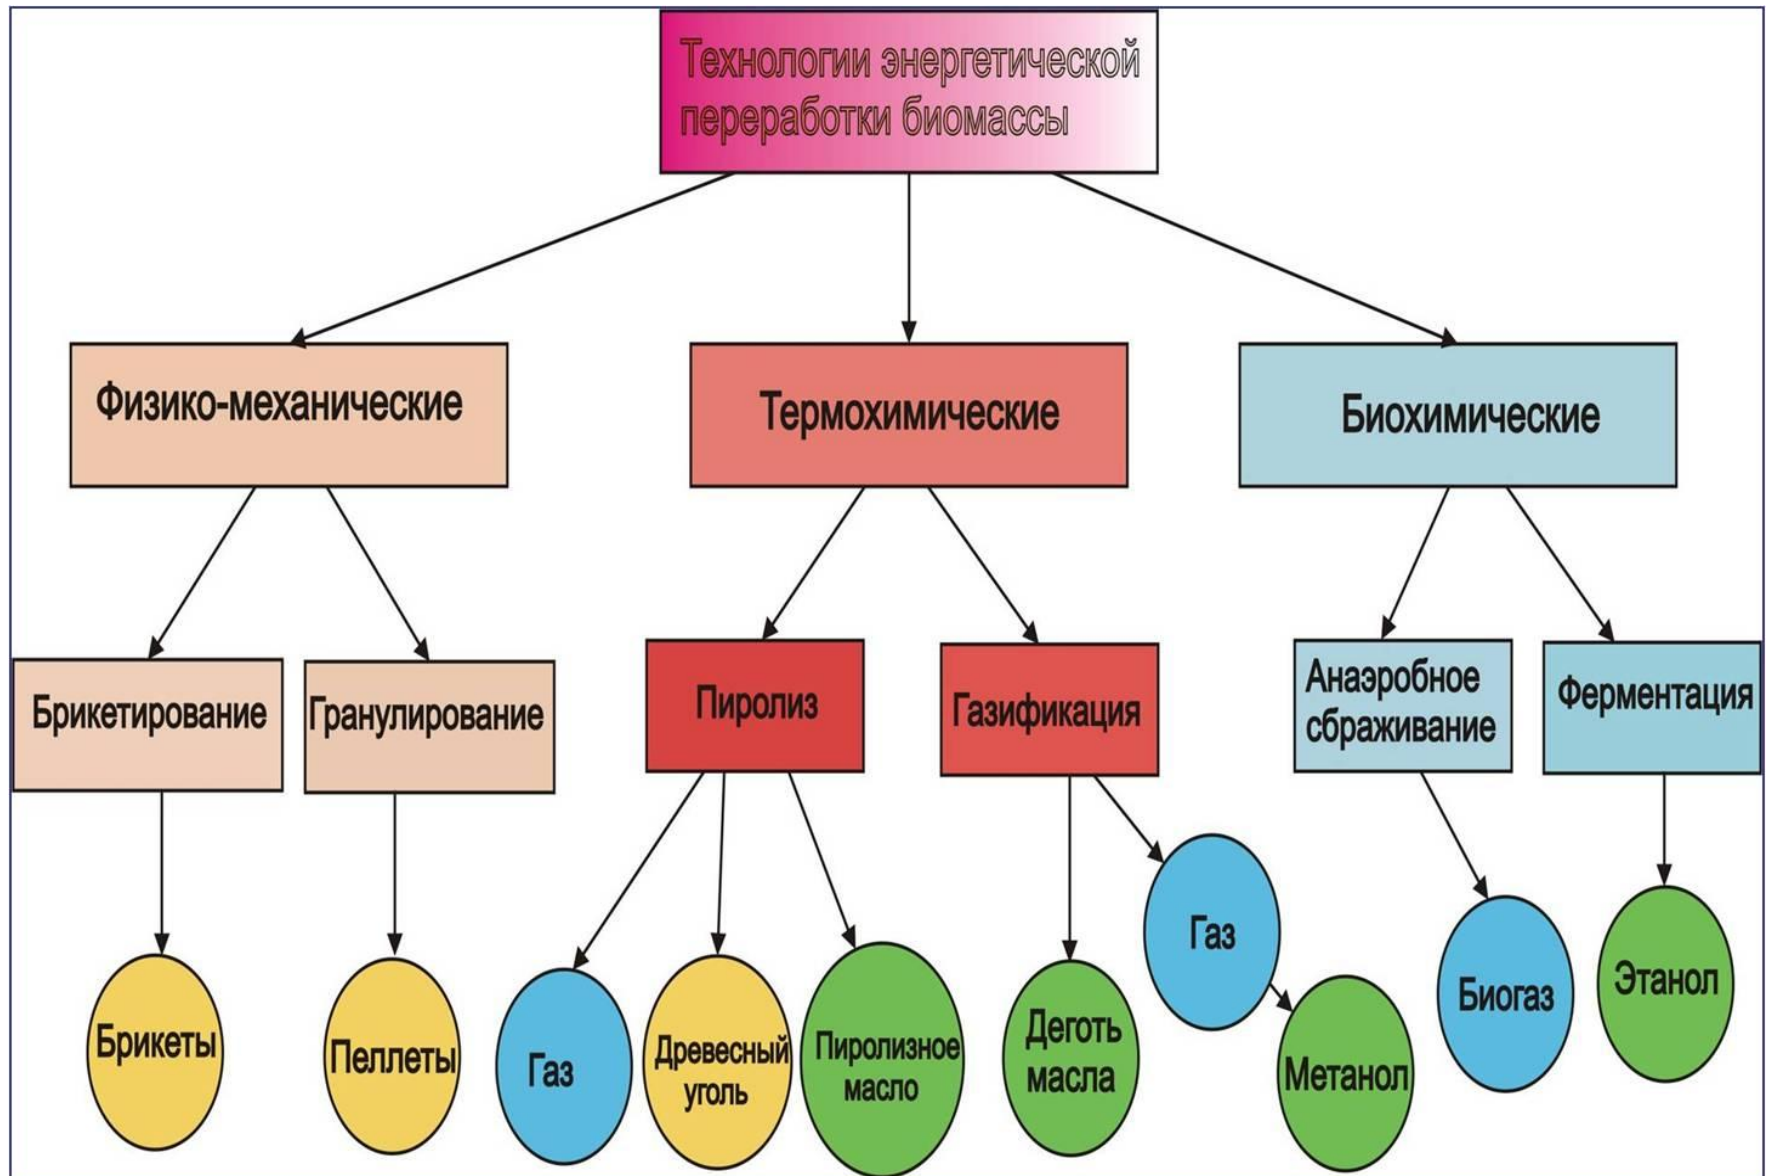 Технологии энергетической
переработки биомассы
Физико-механические
Термохимические
Биохимические
Брикетирование
Гранулирование
Пиролиз
Газификация
Анаэробное
сбраживание
Ферментация
Брикеты
Пеллеты
Газ
Древесный
уголь
Пиролизное
масло
Деготь
масла
Газ
Метанол
Биогаз
Этанол